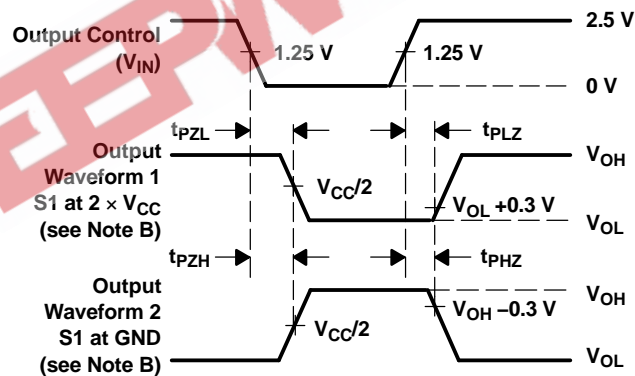 2.5 V
Output Control
(VIN)
1.25 V
1.25 V
0 V
tPZL
tPLZ
Output
Waveform 1
S1 at 2 × VCC
(see Note B)
VOH
VCC/2
VOL +0.3 V
VOL
tPZH
tPHZ
Output
Waveform 2
S1 at GND
(see Note B)
VOH
VOH −0.3 V
VCC/2
VOL